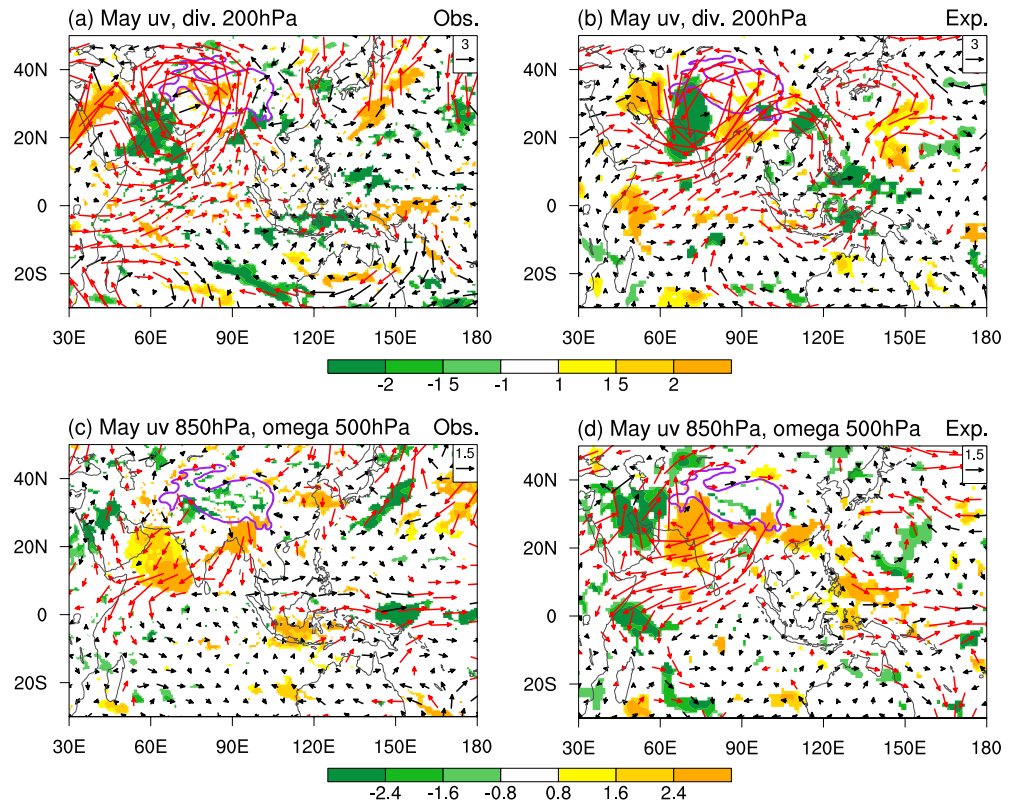 (a) May uv, div. 200hPa Obs.
3
40N
20N
0
20S
30E 60E 90E 120E 150E 180
(b) May uv, div. 200hPa Exp.
3
40N
20N
0
20S
30E 60E 90E 120E 150E 180
-2 -1 5 -1 1 1 5 2
(c) May uv 850hPa, omega 500hPa Obs.
1.5
40N
20N
0
20S
30E 60E 90E 120E 150E 180
(d) May uv 850hPa, omega 500hPa Exp.
1.5
40N
20N
0
20S
30E 60E 90E 120E 150E 180
-2.4 -1.6 -0.8 0.8 1.6 2.4